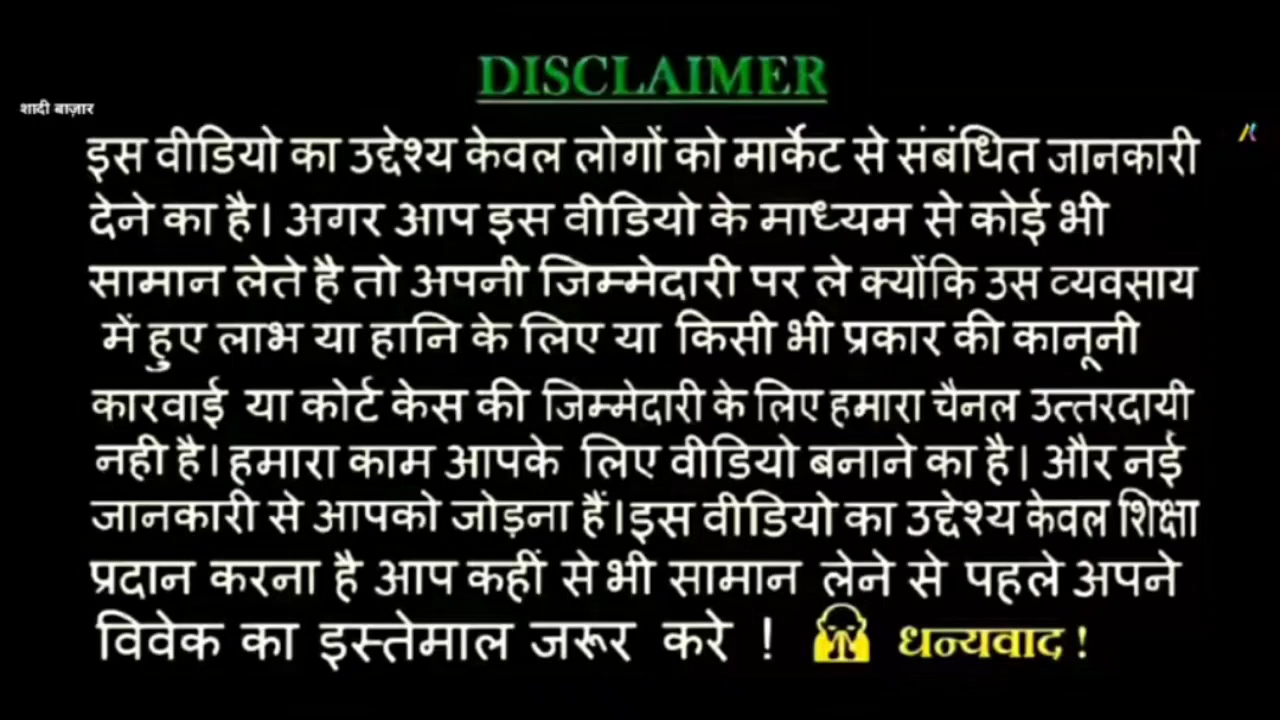 DISCLAIMER
शादी बाज़ार
इस वीडियो का उद्देश्य केवल लोगों को मार्केट से संबंधित जानकारी
देने का है। अगर आप इस वीडियो के माध्यम से कोई भी
सामान लेते है तो अपनी जिम्मेदारी पर ले क्योंकि उस व्यवसाय
में हुए लाभ या हानि के लिए या किसी भी प्रकार की कानूनी
कारवाई या कोर्ट केस की जिम्मेदारी के लिए हमारा चैनल उत्तरदायी
नही है। हमारा काम आपके लिए वीडियो बनाने का है। और नई
जानकारी से आपको जोड़ना हैं।इस वीडियो का उद्देश्य केवल शिक्षा
प्रदान करना है आप कहीं से भी सामान लेने से पहले अपने
विवेक का इस्तेमाल जरूर करे ! धन्यवाद !